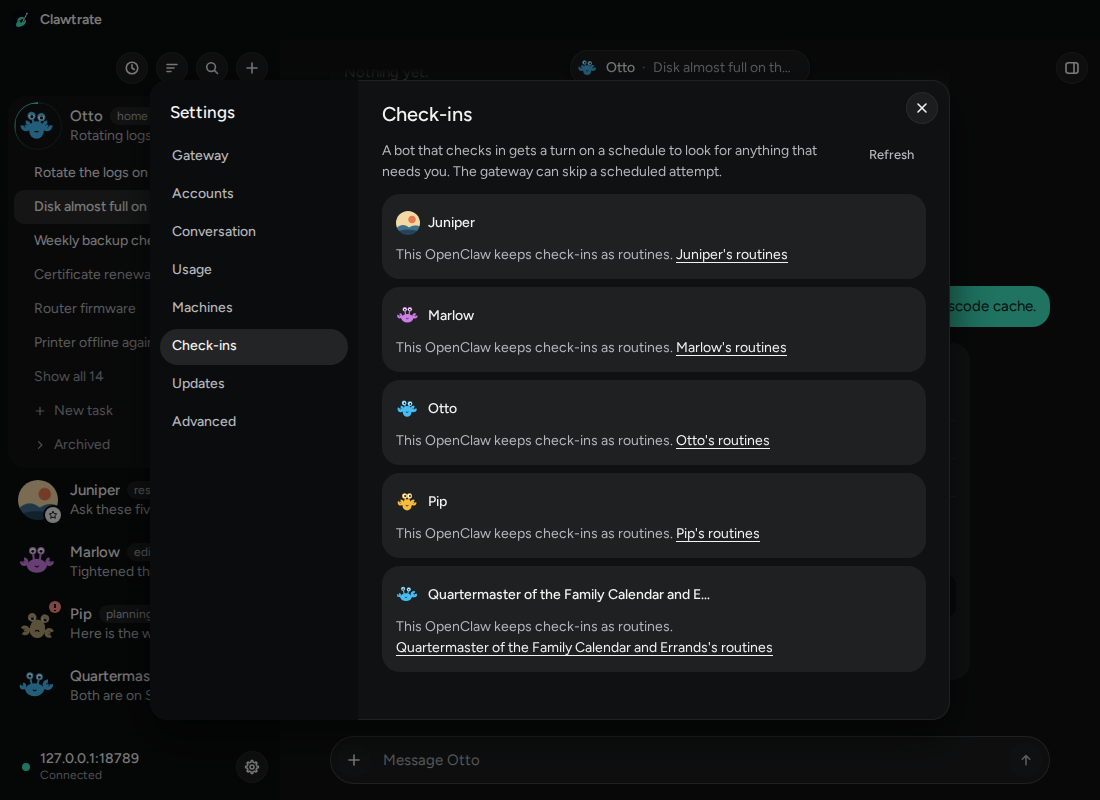 Clawtrate
Nothing yet.
Otto · Disk almost full on th...
Otto home
Rotating logs
Rotate the logs on
Disk almost full on
Weekly backup che
Certificate renewa
Router firmware
Printer offline agai
Show all 14
+ New task
Archived
Juniper res
Ask these fiv
Marlow edi
Tightened th
Pip planning
Here is the w
Quartermas
Both are on S
127.0.0.1:18789
Connected
Settings
Gateway
Accounts
Conversation
Usage
Machines
Check-ins
Updates
Advanced
Check-ins
A bot that checks in gets a turn on a schedule to look for anything that
needs you. The gateway can skip a scheduled attempt.
Refresh
Juniper
This OpenClaw keeps check-ins as routines. Juniper's routines
Marlow
This OpenClaw keeps check-ins as routines. Marlow's routines
Otto
This OpenClaw keeps check-ins as routines. Otto's routines
Pip
This OpenClaw keeps check-ins as routines. Pip's routines
Quartermaster of the Family Calendar and E...
This OpenClaw keeps check-ins as routines.
Quartermaster of the Family Calendar and Errands's routines
scode cache.
Message Otto